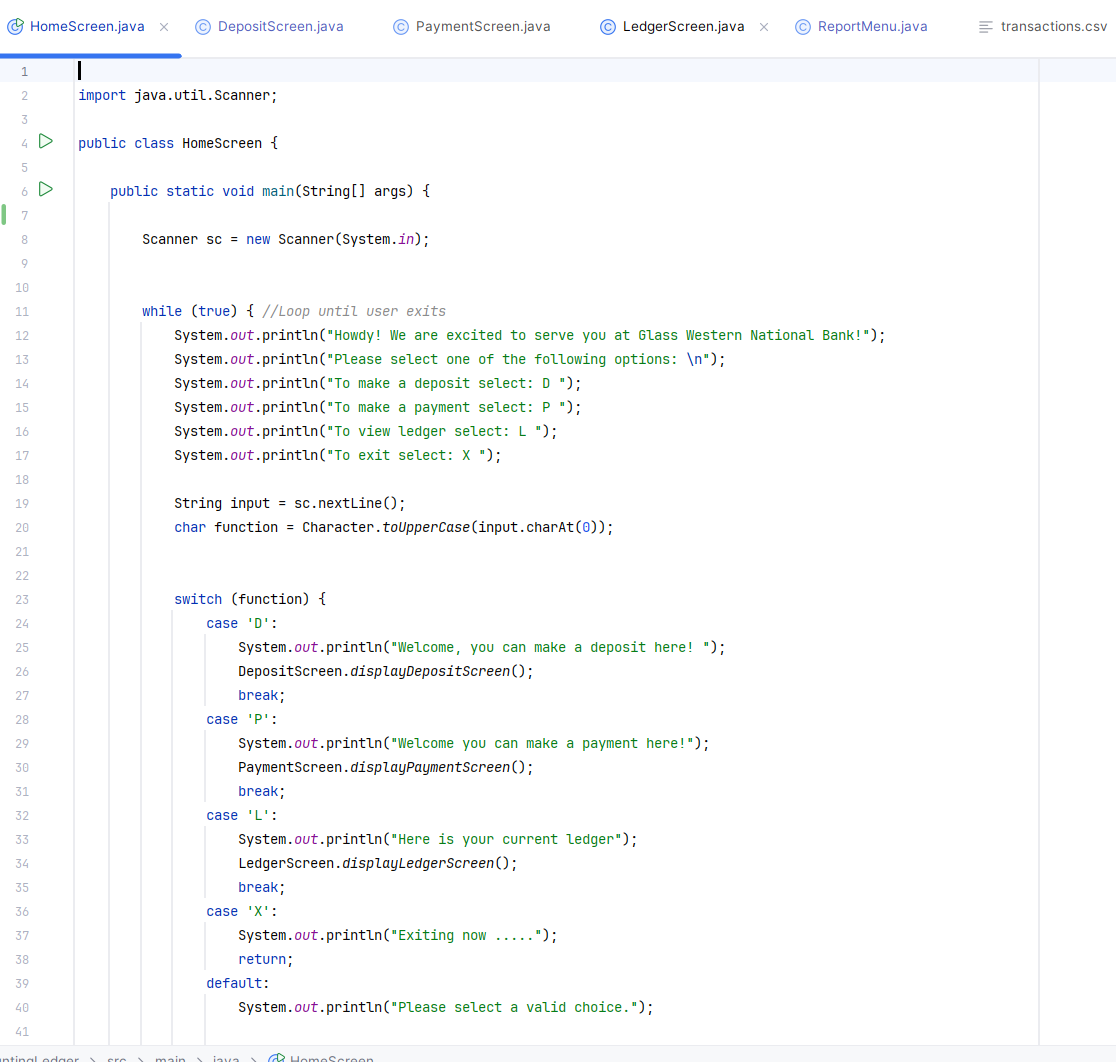 HomeScreen.java DepositScreen.java PaymentScreen.java LedgerScreen.java ReportMenu.java transactions.csv
1
2 import java.util.Scanner;
3
4 public class HomeScreen {
5
6 public static void main(String[] args) {
7
8 Scanner sc = new Scanner(System.in);
9
10
11 while (true) { //Loop until user exits
12 System.out.println("Howdy! We are excited to serve you at Glass Western National Bank!");
13 System.out.println("Please select one of the following options: \n");
14 System.out.println("To make a deposit select: D ");
15 System.out.println("To make a payment select: P ");
16 System.out.println("To view ledger select: L ");
17 System.out.println("To exit select: X ");
18
19 String input = sc.nextLine();
20 char function = Character.toUpperCase(input.charAt(0));
21
22
23 switch (function) {
24 case 'D':
25 System.out.println("Welcome, you can make a deposit here! ");
26 DepositScreen.displayDepositScreen();
27 break;
28 case 'P':
29 System.out.println("Welcome you can make a payment here!");
30 PaymentScreen.displayPaymentScreen();
31 break;
32 case 'L':
33 System.out.println("Here is your current ledger");
34 LedgerScreen.displayLedgerScreen();
35 break;
36 case 'X':
37 System.out.println("Exiting now .....");
38 return;
39 default:
40 System.out.println("Please select a valid choice.");
41
ntingLedger > src > main > java > HomeScreen